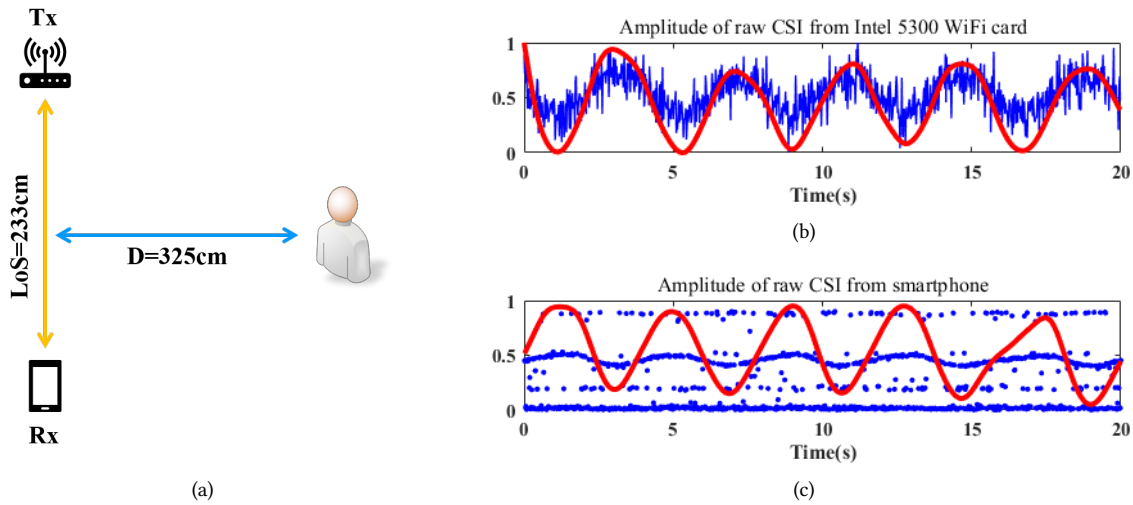 Tx
LoS=233cm
D=325cm
Rx
(a)
Amplitude of raw CSI from Intel 5300 WiFi card
1
0.5
0
0 5 10 15 20
Time(s)
(b)
Amplitude of raw CSI from smartphone
1
0.5
0
0 5 10 15 20
Time(s)
(c)